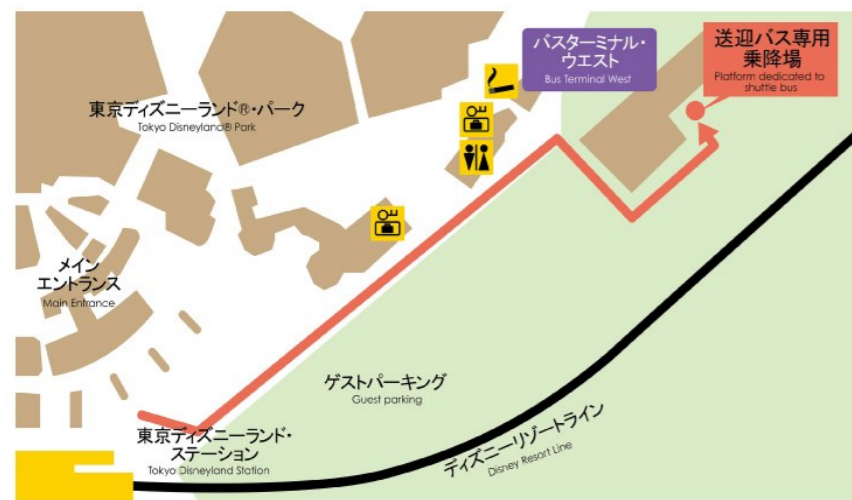 バスターミナル・
ウエスト
Bus Terminal West
送迎バス専用
乗降場
Platform dedicated to
shuttle bus
東京ディズニーランド®・パーク
Tokyo Disneyland® Park
メイン
エントランス
Main Entrance
ゲストパーキング
Guest parking
東京ディズニーランド・
ステーション
Tokyo Disneyland Station
ディズニーリゾートライン
Disney Resort Line